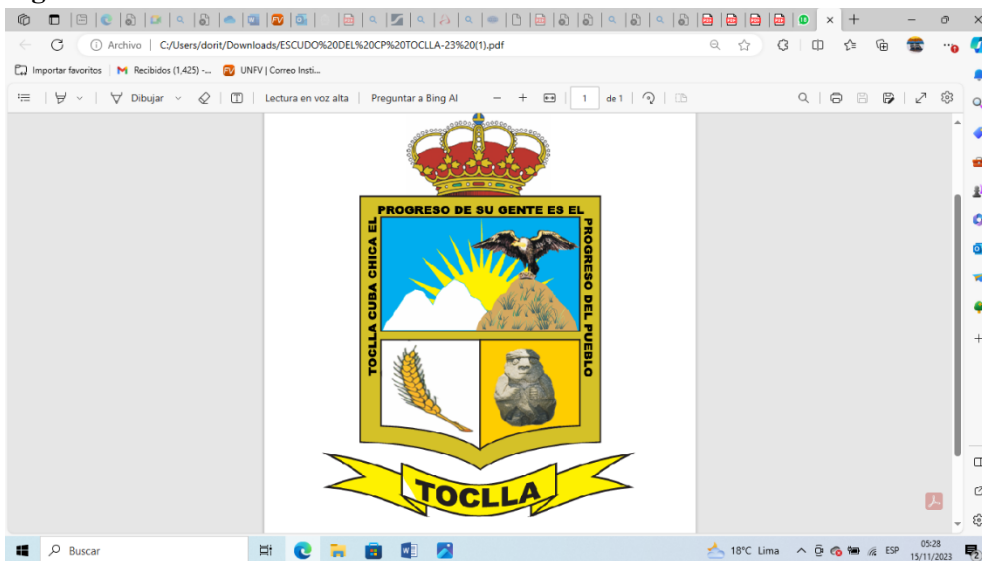 Archivo | C:/Users/dorit/Downloads/ESCUDO%20DEL%20CP%20TOCLLA-23%20(1).pdf
Importar favoritos
Recibidos (1,425) -...
UNFV | Correo Insti...
Dibujar
Lectura en voz alta
Preguntar a Bing AI
1 de 1
TOCLLA CUBA CHICA EL
PROGRESO DE SU GENTE ES EL
PROGRESO DEL PUEBLO
TOCLLA
Buscar
18°C Lima
ESP
05:28
15/11/2023